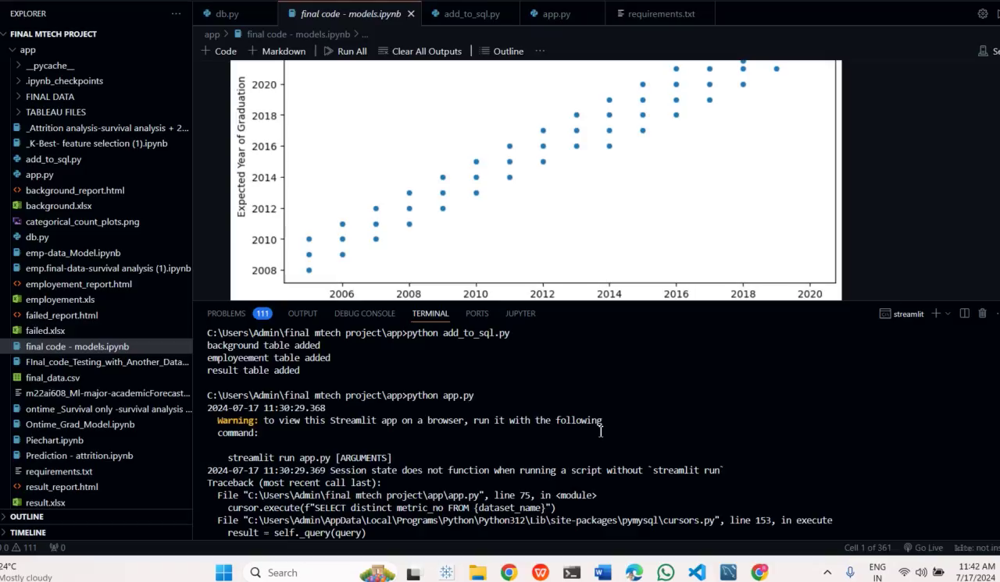 EXPLORER ···
FINAL MTECH PROJECT
app
__pycache__
.ipynb_checkpoints
FINAL DATA
TABLEAU FILES
_Attrition analysis-survival analysis + 2...
_K-Best- feature selection (1).ipynb
add_to_sql.py
app.py
background_report.html
background.xlsx
categorical_count_plots.png
db.py
emp-data_Model.ipynb
emp.final-data-survival analysis (1).ipynb
employement_report.html
employement.xls
failed_report.html
failed.xlsx
final code - models.ipynb
FInal_code_Testing_with_Another_Data...
final_data.csv
m22ai608_Ml-major-academicForecast...
ontime _Survival only -survival analysis ...
Ontime_Grad_Model.ipynb
Piechart.ipynb
Prediction - attrition.ipynb
requirements.txt
result_report.html
result.xlsx
OUTLINE
TIMELINE
db.py final code - models.ipynb add_to_sql.py app.py requirements.txt
app > final code - models.ipynb > ...
+ Code + Markdown Run All Clear All Outputs Outline ···
Expected Year of Graduation
2020
2018
2016
2014
2012
2010
2008
2006 2008 2010 2012 2014 2016 2018 2020
PROBLEMS 111 OUTPUT DEBUG CONSOLE TERMINAL PORTS JUPYTER streamlit
C:\Users\Admin\final mtech project\app>python add_to_sql.py
background table added
employeement table added
result table added
C:\Users\Admin\final mtech project\app>python app.py
2024-07-17 11:30:29.368
Warning: to view this Streamlit app on a browser, run it with the following
command:
streamlit run app.py [ARGUMENTS]
2024-07-17 11:30:29.369 Session state does not function when running a script without `streamlit run`
Traceback (most recent call last):
File "C:\Users\Admin\final mtech project\app\app.py", line 75, in <module>
cursor.execute(f"SELECT distinct metric_no FROM {dataset_name}")
File "C:\Users\Admin\AppData\Local\Programs\Python\Python312\Lib\site-packages\pymysql\cursors.py", line 153, in execute
result = self._query(query)
0 111 0 Cell 1 of 361 Go Live
24°C
Mostly cloudy
Search
ENG
IN
11:42 AM
7/17/2024